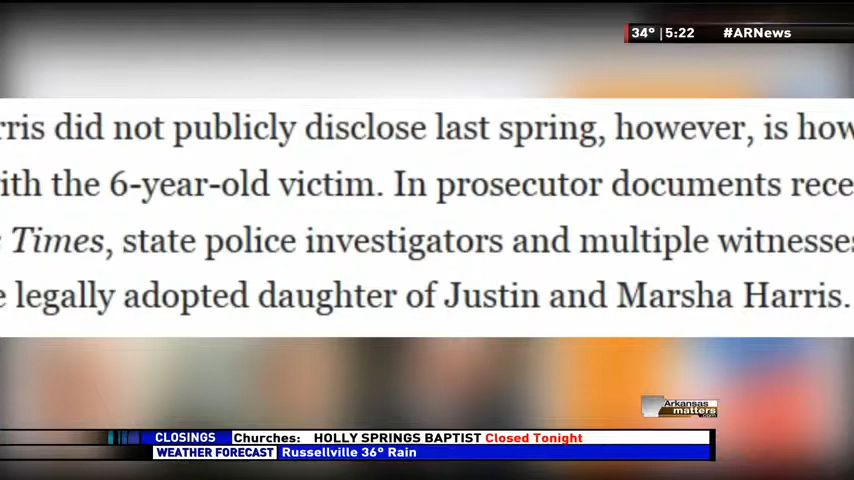 34° | 5:22 #ARNews
rris did not publicly disclose last spring, however, is how
ith the 6-year-old victim. In prosecutor documents rece
s Times, state police investigators and multiple witnesses
e legally adopted daughter of Justin and Marsha Harris.
Arkansas
matters
.com
CLOSINGS Churches: HOLLY SPRINGS BAPTIST Closed Tonight
WEATHER FORECAST Russellville 36° Rain